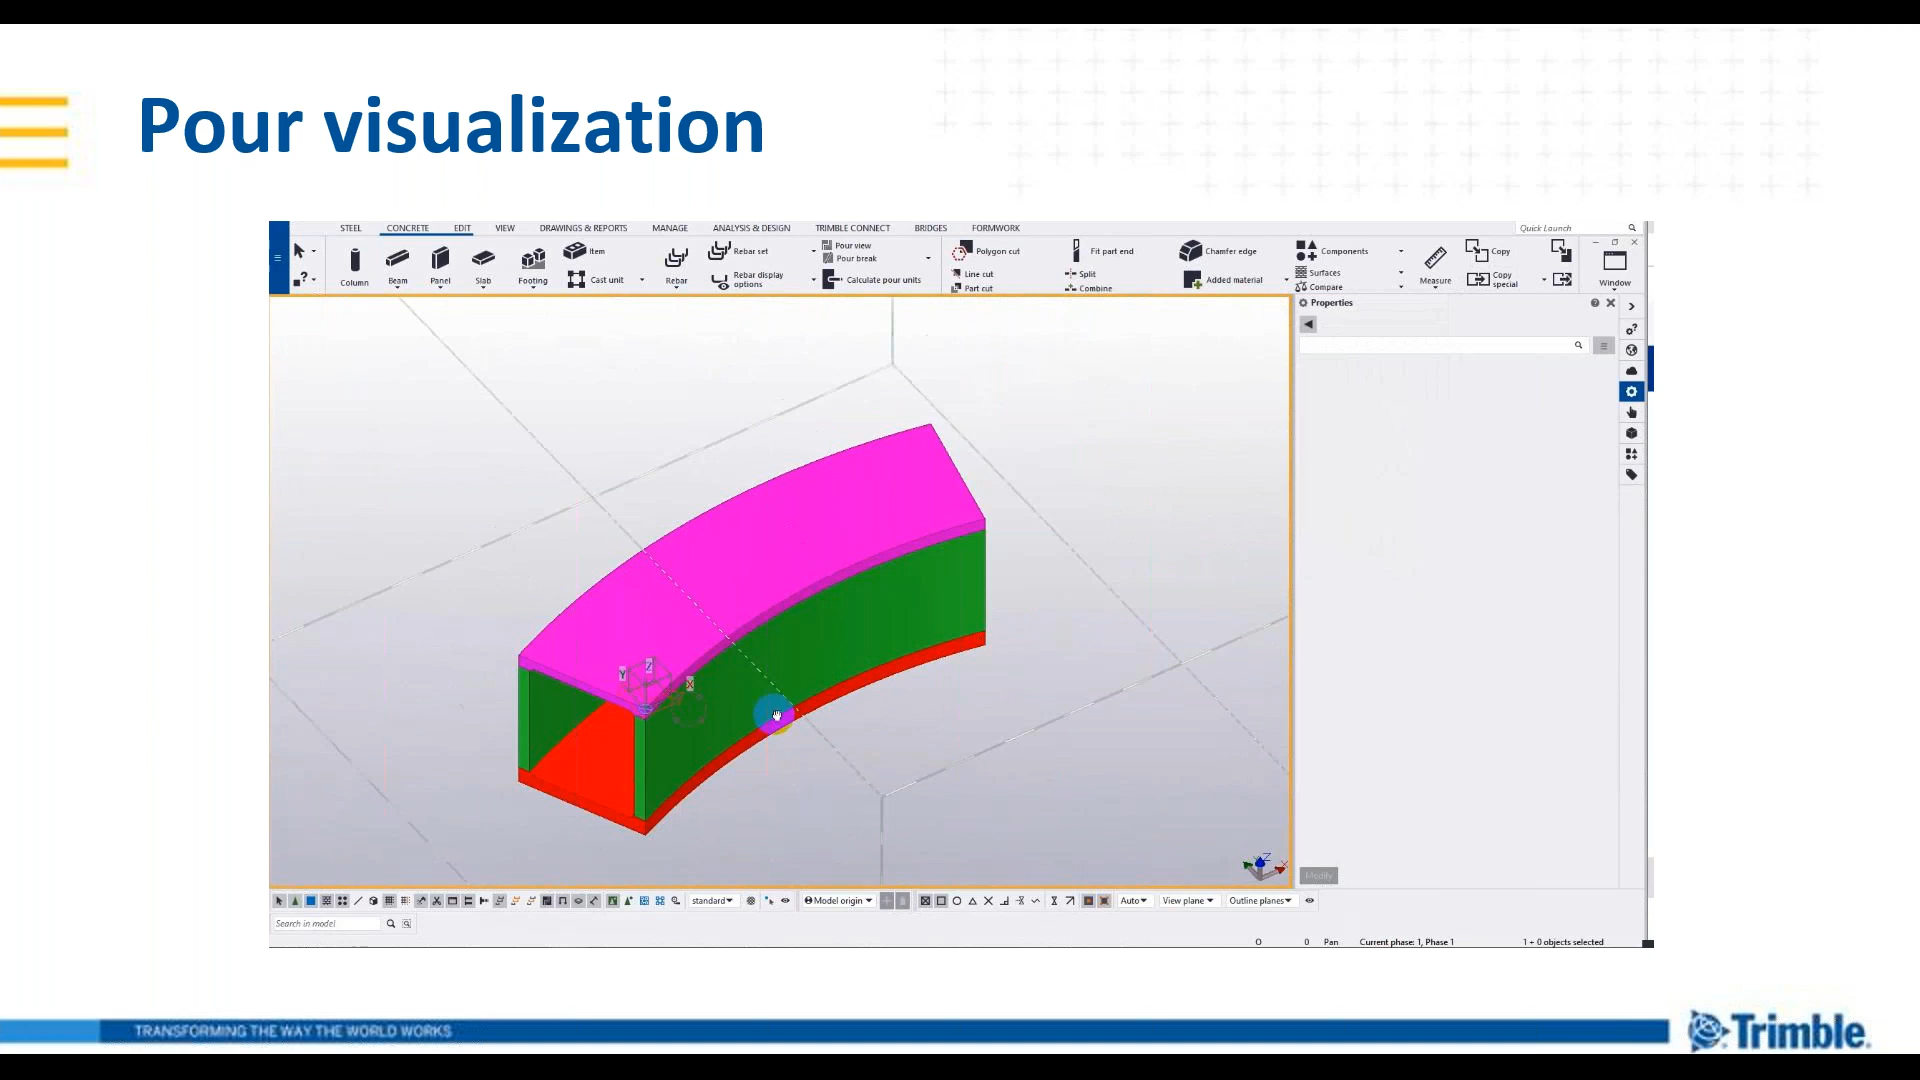 Pour visualization
STEEL CONCRETE EDIT VIEW DRAWINGS & REPORTS MANAGE ANALYSIS & DESIGN TRIMBLE CONNECT BRIDGES FORMWORK Quick Launch
Item Rebar set Pour view Polygon cut Fit part end Chamfer edge Components Copy
Pour break
Line cut Split Surfaces
Column Beam Panel Slab Footing Cast unit Rebar Rebar display options Calculate pour units Added material Measure Copy special Window
Part cut Combine Compare
Properties
Y Z X
Z X
Modify
standard Model origin Auto View plane Outline planes
Search in model
O 0 Pan Current phase: 1, Phase 1 1 + 0 objects selected
TRANSFORMING THE WAY THE WORLD WORKS
Trimble